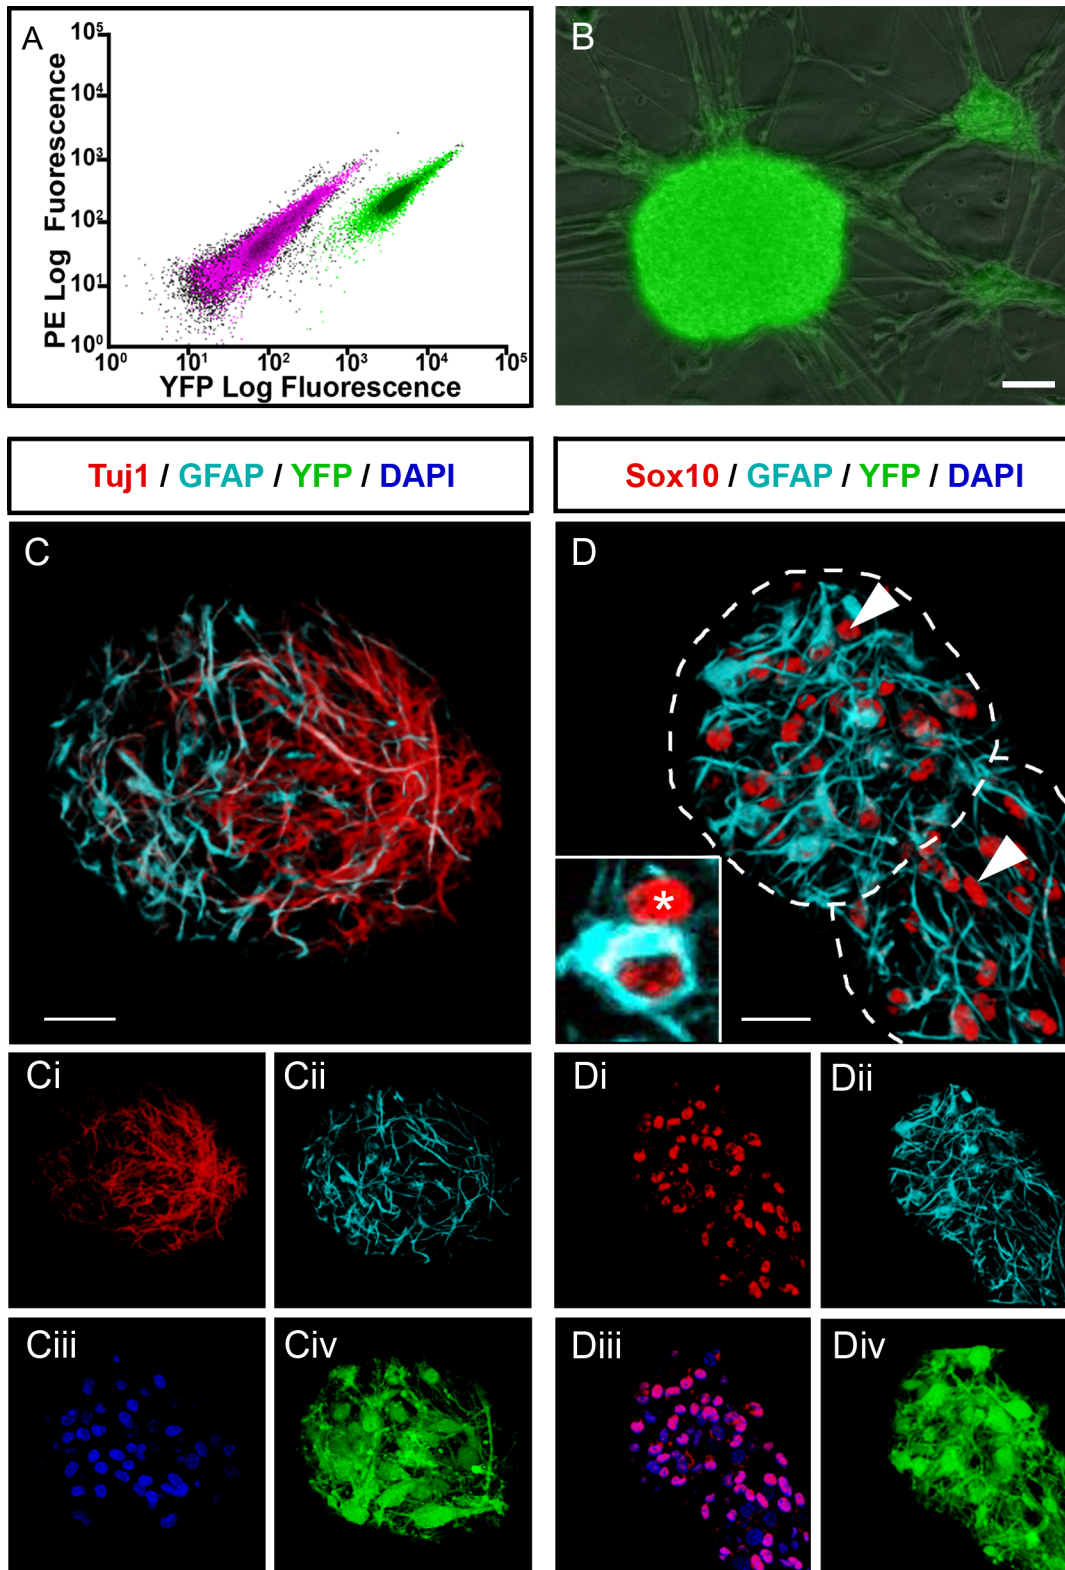 A
10⁵
10⁴
10³
10²
10¹
10⁰
PE Log Fuorescence
10⁰ 10¹ 10² 10³ 10⁴ 10⁵
YFP Log Fluorescence
B
Tuj1 / GFAP / YFP / DAPI
Sox10 / GFAP / YFP / DAPI
C
D
*
Ci
Cii
Di
Dii
Ciii
Civ
Diii
Div